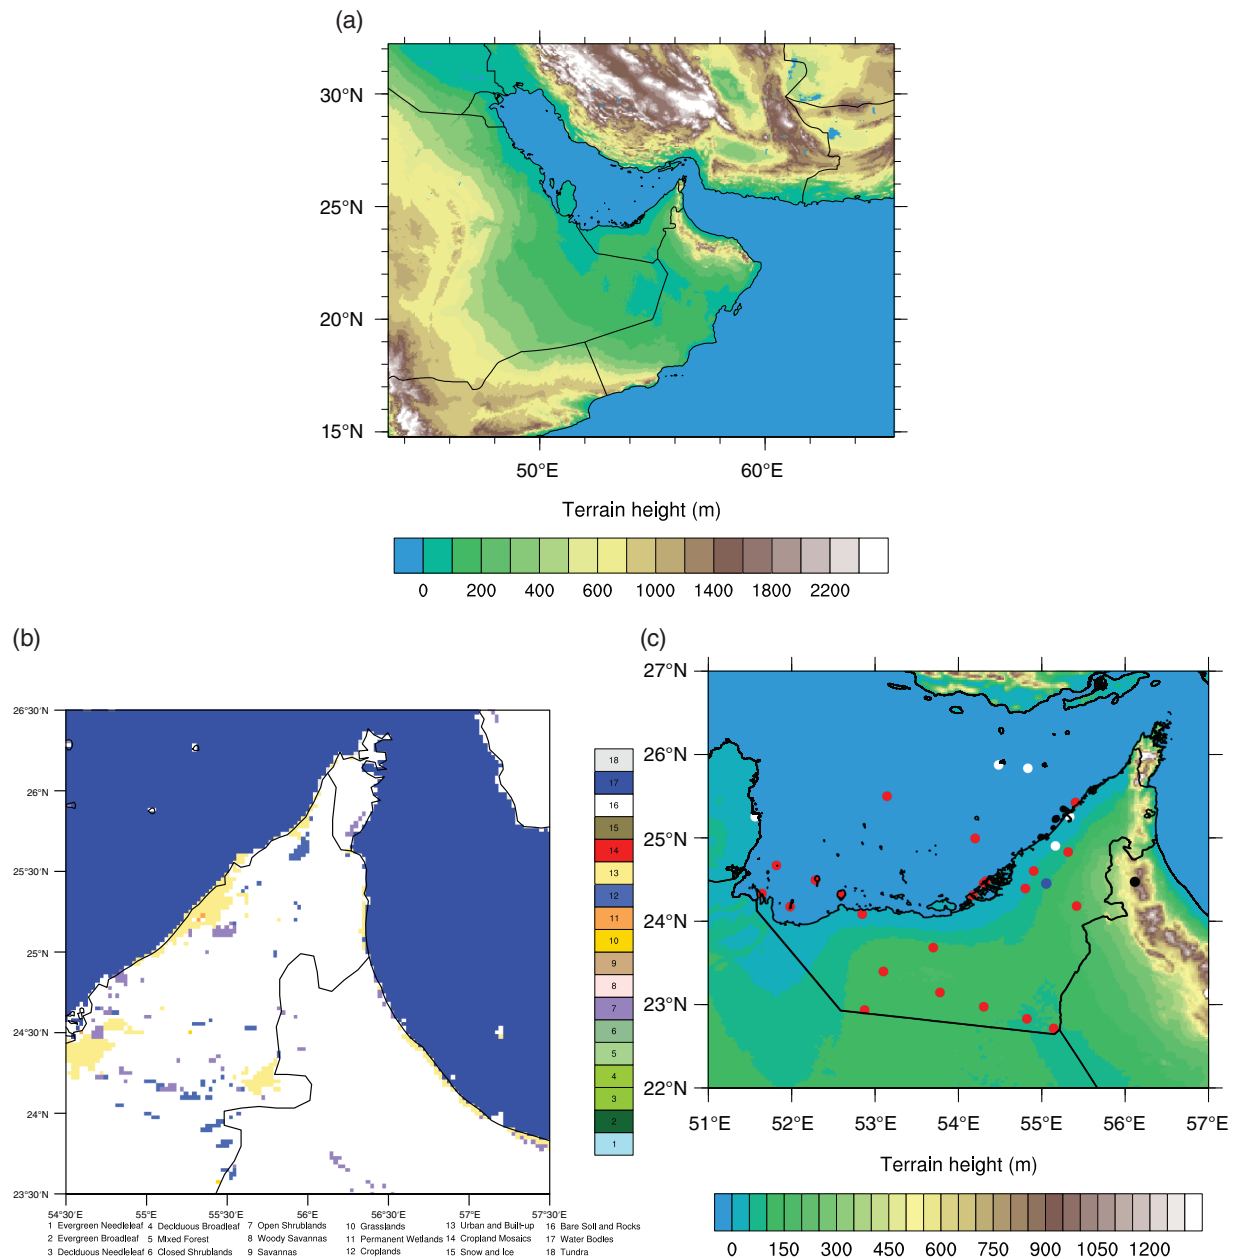 (a)
30°N
25°N
20°N
15°N
50°E 60°E
Terrain height (m)
0 200 400 600 1000 1400 1800 2200
(b)
26°30'N
26°N
25°30'N
25°N
24°30'N
24°N
23°30'N
54°30'E 55°E 55°30'E 56°E 56°30'E 57°E 57°30'E
18
17
16
15
14
13
12
11
10
9
8
7
6
5
4
3
2
1
1 Evergreen Needleleaf 4 Deciduous Broadleaf 7 Open Shrublands 10 Grasslands 13 Urban and Built-up 16 Bare Soil and Rocks
2 Evergreen Broadleaf 5 Mixed Forest 8 Woody Savannas 11 Permanent Wetlands 14 Cropland Mosaics 17 Water Bodies
3 Deciduous Needleleaf 6 Closed Shrublands 9 Savannas 12 Croplands 15 Snow and Ice 18 Tundra
(c)
27°N
26°N
25°N
24°N
23°N
22°N
51°E 52°E 53°E 54°E 55°E 56°E 57°E
Terrain height (m)
0 150 300 450 600 750 900 1050 1200